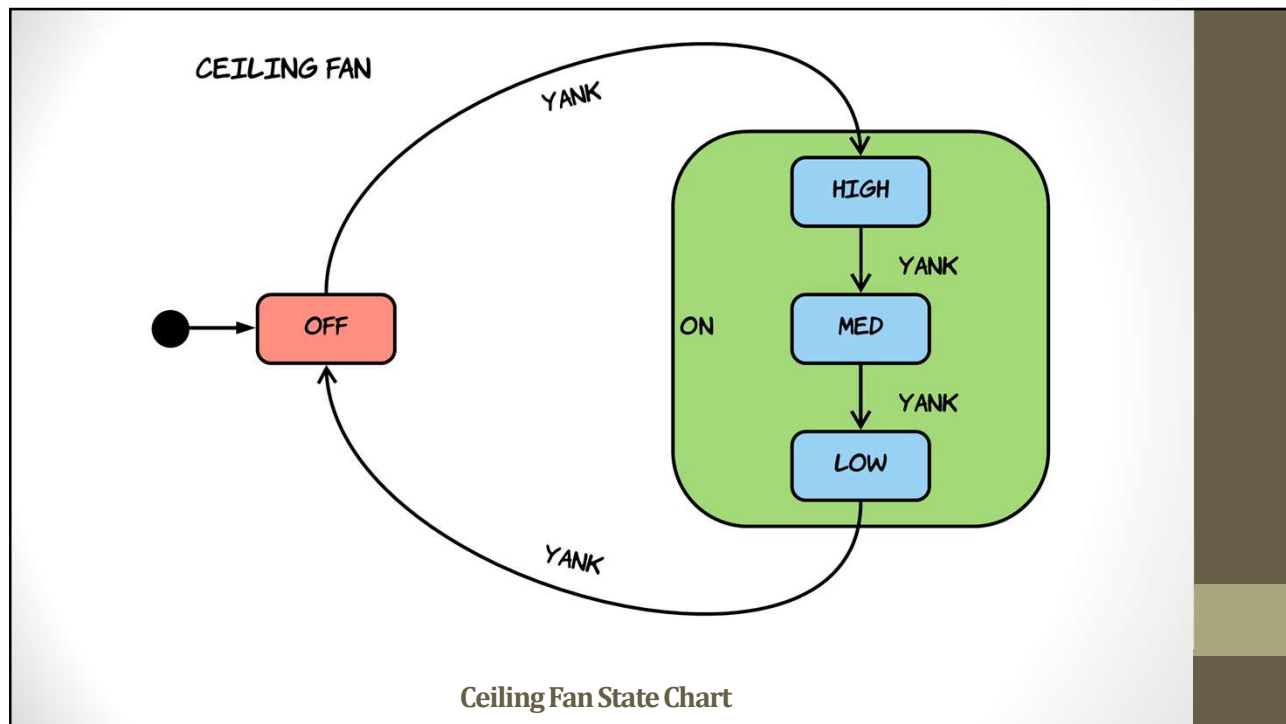 CEILING FAN
YANK
HIGH
YANK
OFF
ON
MED
YANK
LOW
YANK
Ceiling Fan State Chart